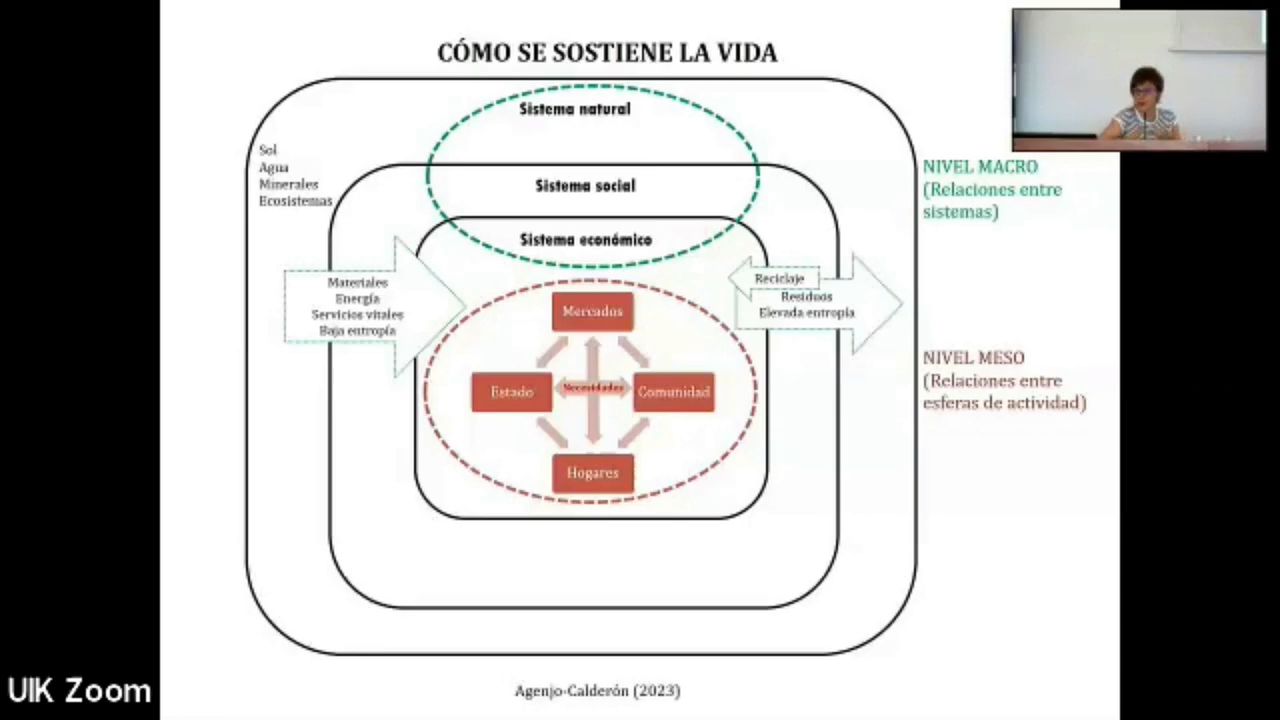 CÓMO SE SOSTIENE LA VIDA
Sistema natural
Sol
Agua
Minerales
Ecosistemas
Sistema social
Sistema económico
NIVEL MACRO
(Relaciones entre
sistemas)
Materiales
Energía
Servicios vitales
Baja entropía
Reciclaje
Residuos
Elevada entropía
Mercados
Estado
Necesidades
Comunidad
Hogares
NIVEL MESO
(Relaciones entre
esferas de actividad)
UIK Zoom
Agenjo-Calderón (2023)